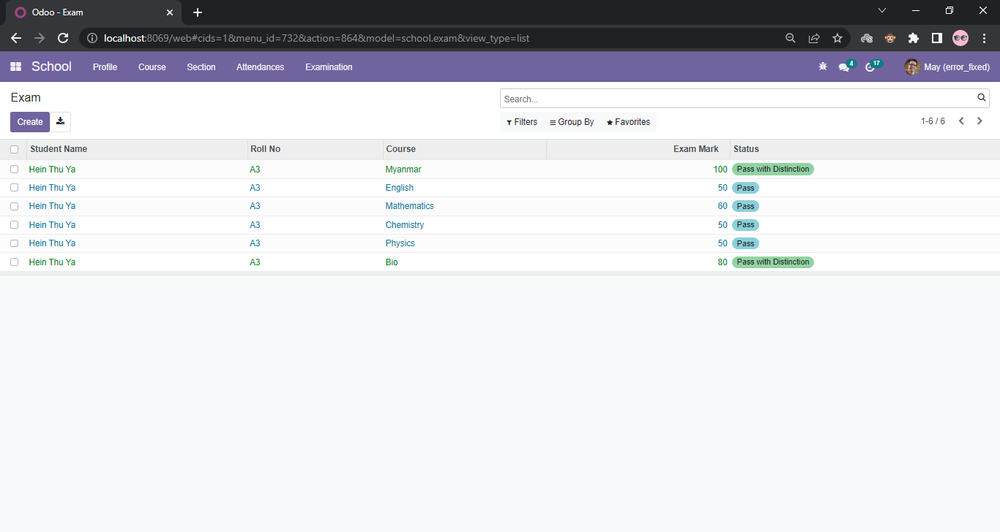 Odoo - Exam
localhost:8069/web#cids=1&menu_id=732&action=864&model=school.exam&view_type=list
School Profile Course Section Attendances Examination 4 17 May (error_fixed)
Exam
Search...
Create
Filters Group By Favorites 1-6 / 6
Student Name Roll No Course Exam Mark Status
Hein Thu Ya A3 Myanmar 100 Pass with Distinction
Hein Thu Ya A3 English 50 Pass
Hein Thu Ya A3 Mathematics 60 Pass
Hein Thu Ya A3 Chemistry 50 Pass
Hein Thu Ya A3 Physics 50 Pass
Hein Thu Ya A3 Bio 80 Pass with Distinction